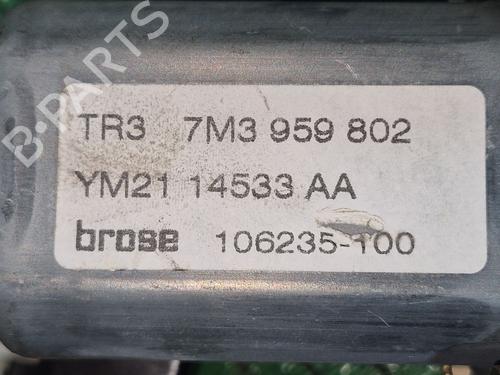 B-PARTS
TR3 7M3 959 802
YM21 14533 AA
brose 106235-100